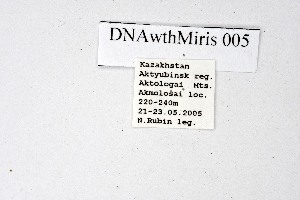 DNAwthMiris 005
Kazakhstan
Aktyubinsk reg.
Aktologai Mts.
Akmolosai loc.
220-240m
21-23.05.2005
N.Rubin leg.